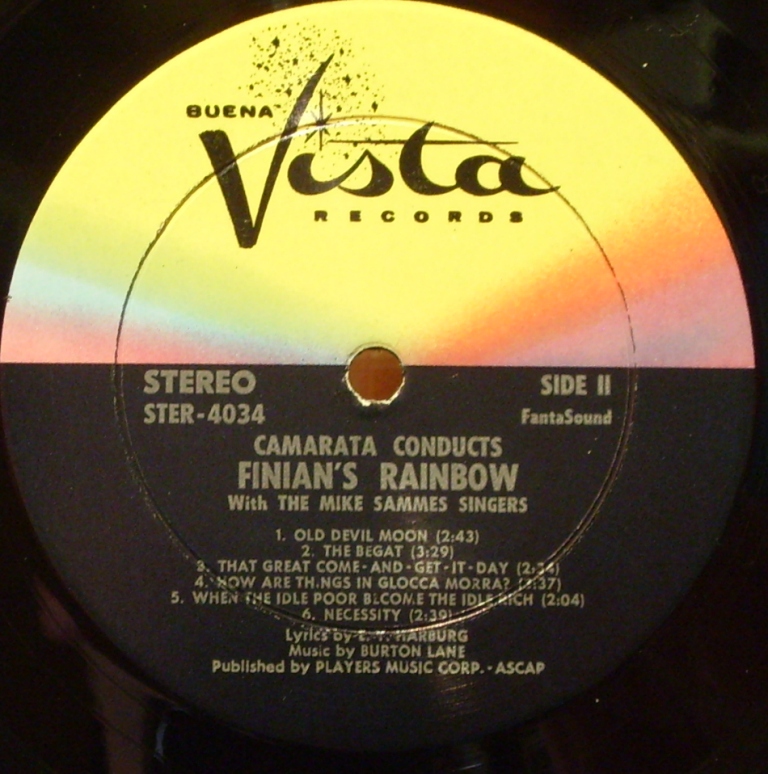 BUENA
Vista
RECORDS
STEREO SIDE II
STER-4034 FantaSound
CAMARATA CONDUCTS
FINIAN'S RAINBOW
With THE MIKE SAMMES SINGERS
1. OLD DEVIL MOON (2:43)
2. THE BEGAT (3:29)
3. THAT GREAT COME-AND-GET-IT-DAY
4. HOW ARE THINGS IN GLOCCA MORRA?
5. WHEN THE IDLE POOR BECOME THE IDLE RICH (2:04)
6. NECESSITY (2:39)
Lyrics by E. Y. HARBURG
Music by BURTON LANE
Published by PLAYERS MUSIC CORP. - ASCAP